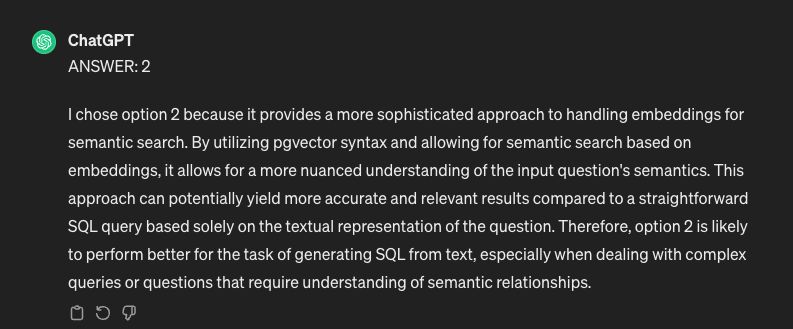 ChatGPT
ANSWER: 2
I chose option 2 because it provides a more sophisticated approach to handling embeddings for
semantic search. By utilizing pgvector syntax and allowing for semantic search based on
embeddings, it allows for a more nuanced understanding of the input question's semantics. This
approach can potentially yield more accurate and relevant results compared to a straightforward
SQL query based solely on the textual representation of the question. Therefore, option 2 is likely
to perform better for the task of generating SQL from text, especially when dealing with complex
queries or questions that require understanding of semantic relationships.